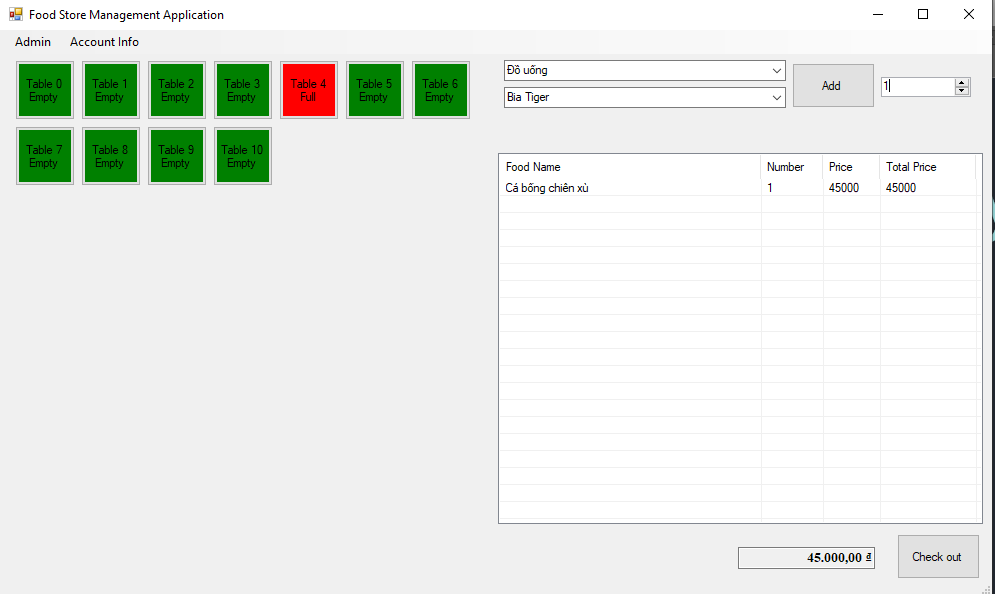 Food Store Management Application
Admin Account Info
Table 0 Table 1 Table 2 Table 3 Table 4 Table 5 Table 6
Empty Empty Empty Empty Full Empty Empty
Table 7 Table 8 Table 9 Table 10
Empty Empty Empty Empty
Đồ uống
Bia Tiger
Add
1
Food Name Number Price Total Price
Cá bống chiên xù 1 45000 45000
45.000,00 ₫
Check out